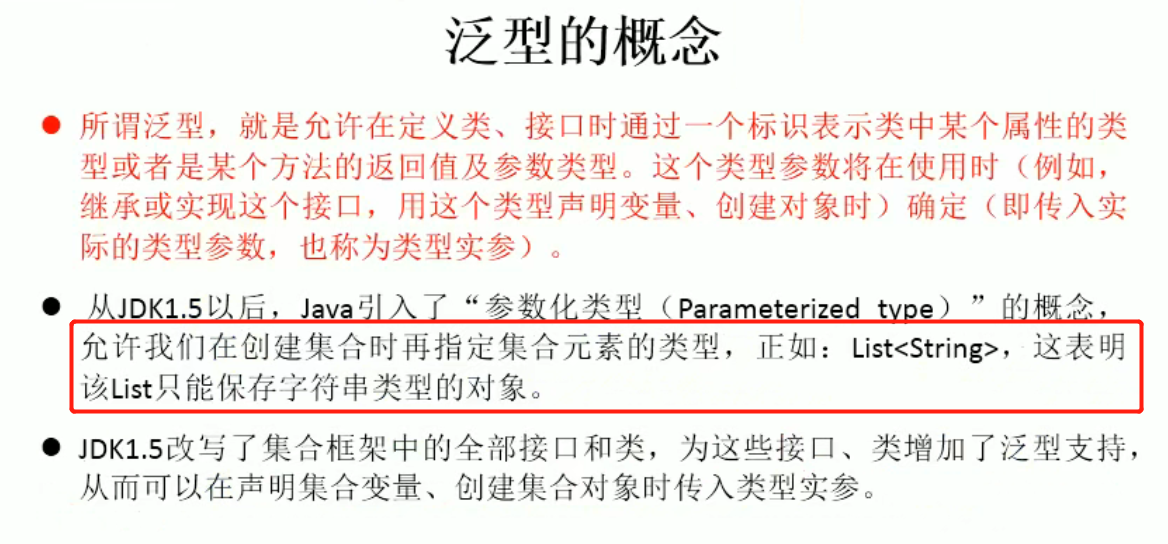 泛型的概念
● 所谓泛型，就是允许在定义类、接口时通过一个标识表示类中某个属性的类
型或者是某个方法的返回值及参数类型。这个类型参数将在使用时（例如，
继承或实现这个接口，用这个类型声明变量、创建对象时）确定（即传入实
际的类型参数，也称为类型实参）。
● 从JDK1.5以后，Java引入了“参数化类型（Parameterized type）”的概念，
允许我们在创建集合时再指定集合元素的类型，正如：List<String>，这表明
该List只能保存字符串类型的对象。
● JDK1.5改写了集合框架中的全部接口和类，为这些接口、类增加了泛型支持，
从而可以在声明集合变量、创建集合对象时传入类型实参。